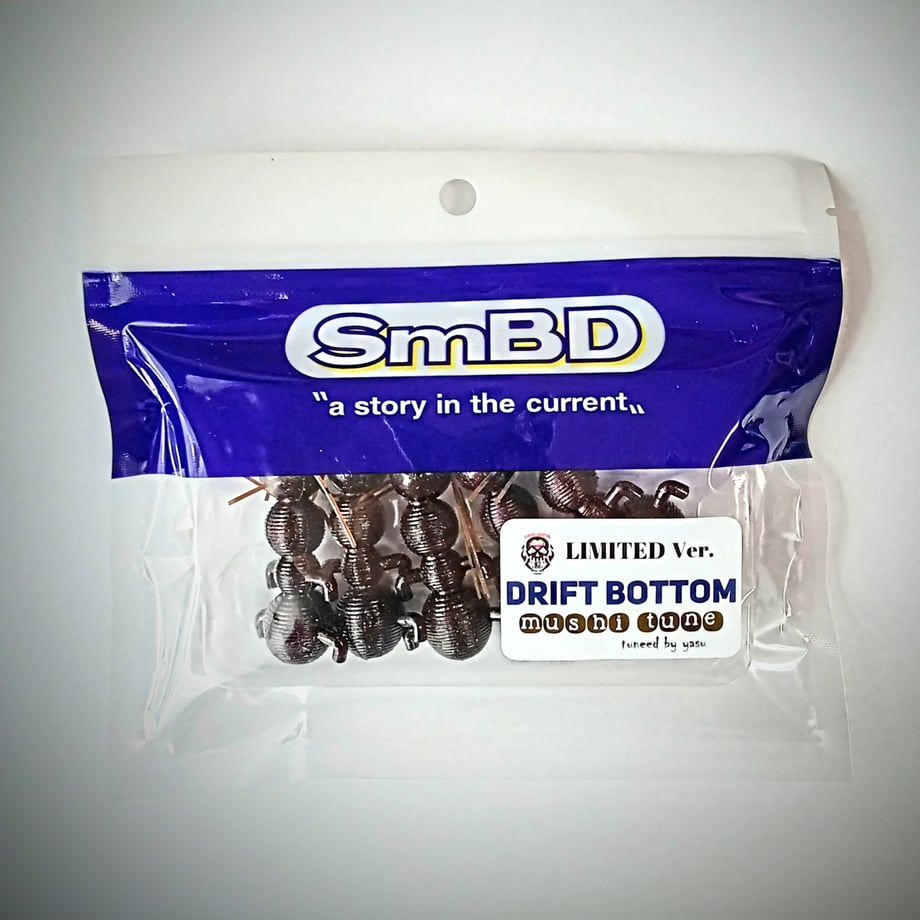 SmBD
"a story in the current„
LIMITED Ver.
DRIFT BOTTOM
mushi tune
tuneed by yasu